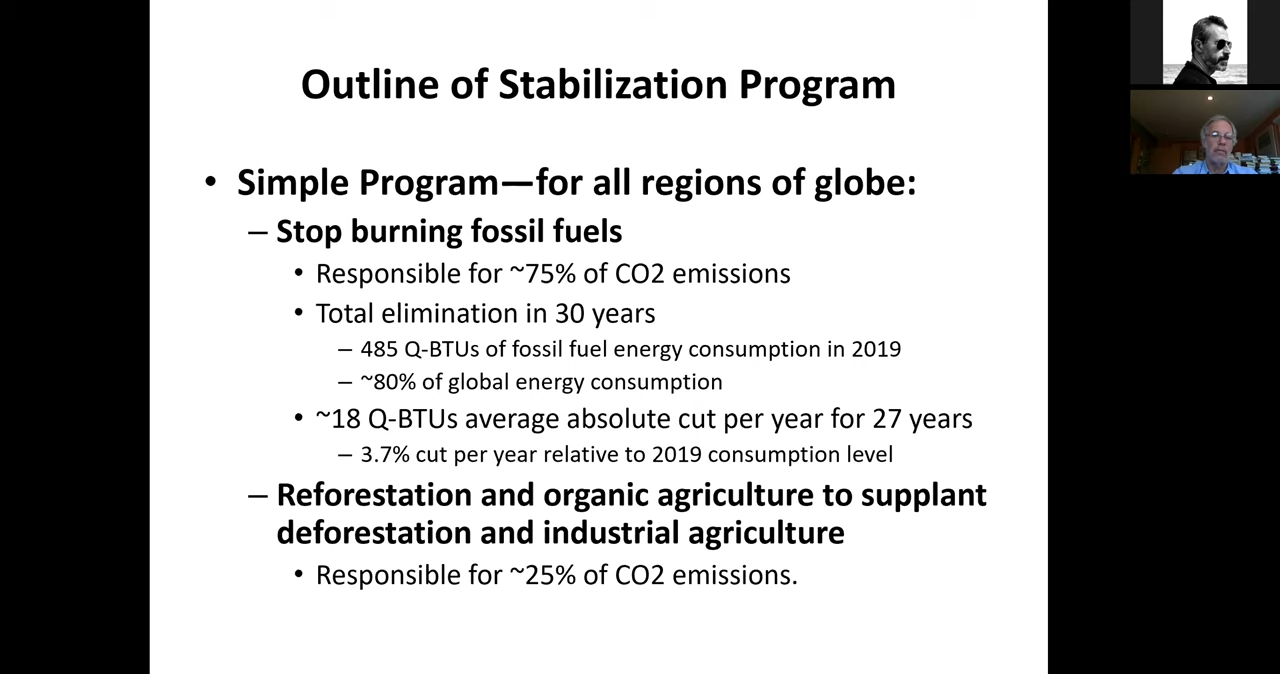 Outline of Stabilization Program
• Simple Program—for all regions of globe:
– Stop burning fossil fuels
• Responsible for ~75% of CO2 emissions
• Total elimination in 30 years
– 485 Q-BTUs of fossil fuel energy consumption in 2019
– ~80% of global energy consumption
• ~18 Q-BTUs average absolute cut per year for 27 years
– 3.7% cut per year relative to 2019 consumption level
– Reforestation and organic agriculture to supplant
deforestation and industrial agriculture
• Responsible for ~25% of CO2 emissions.